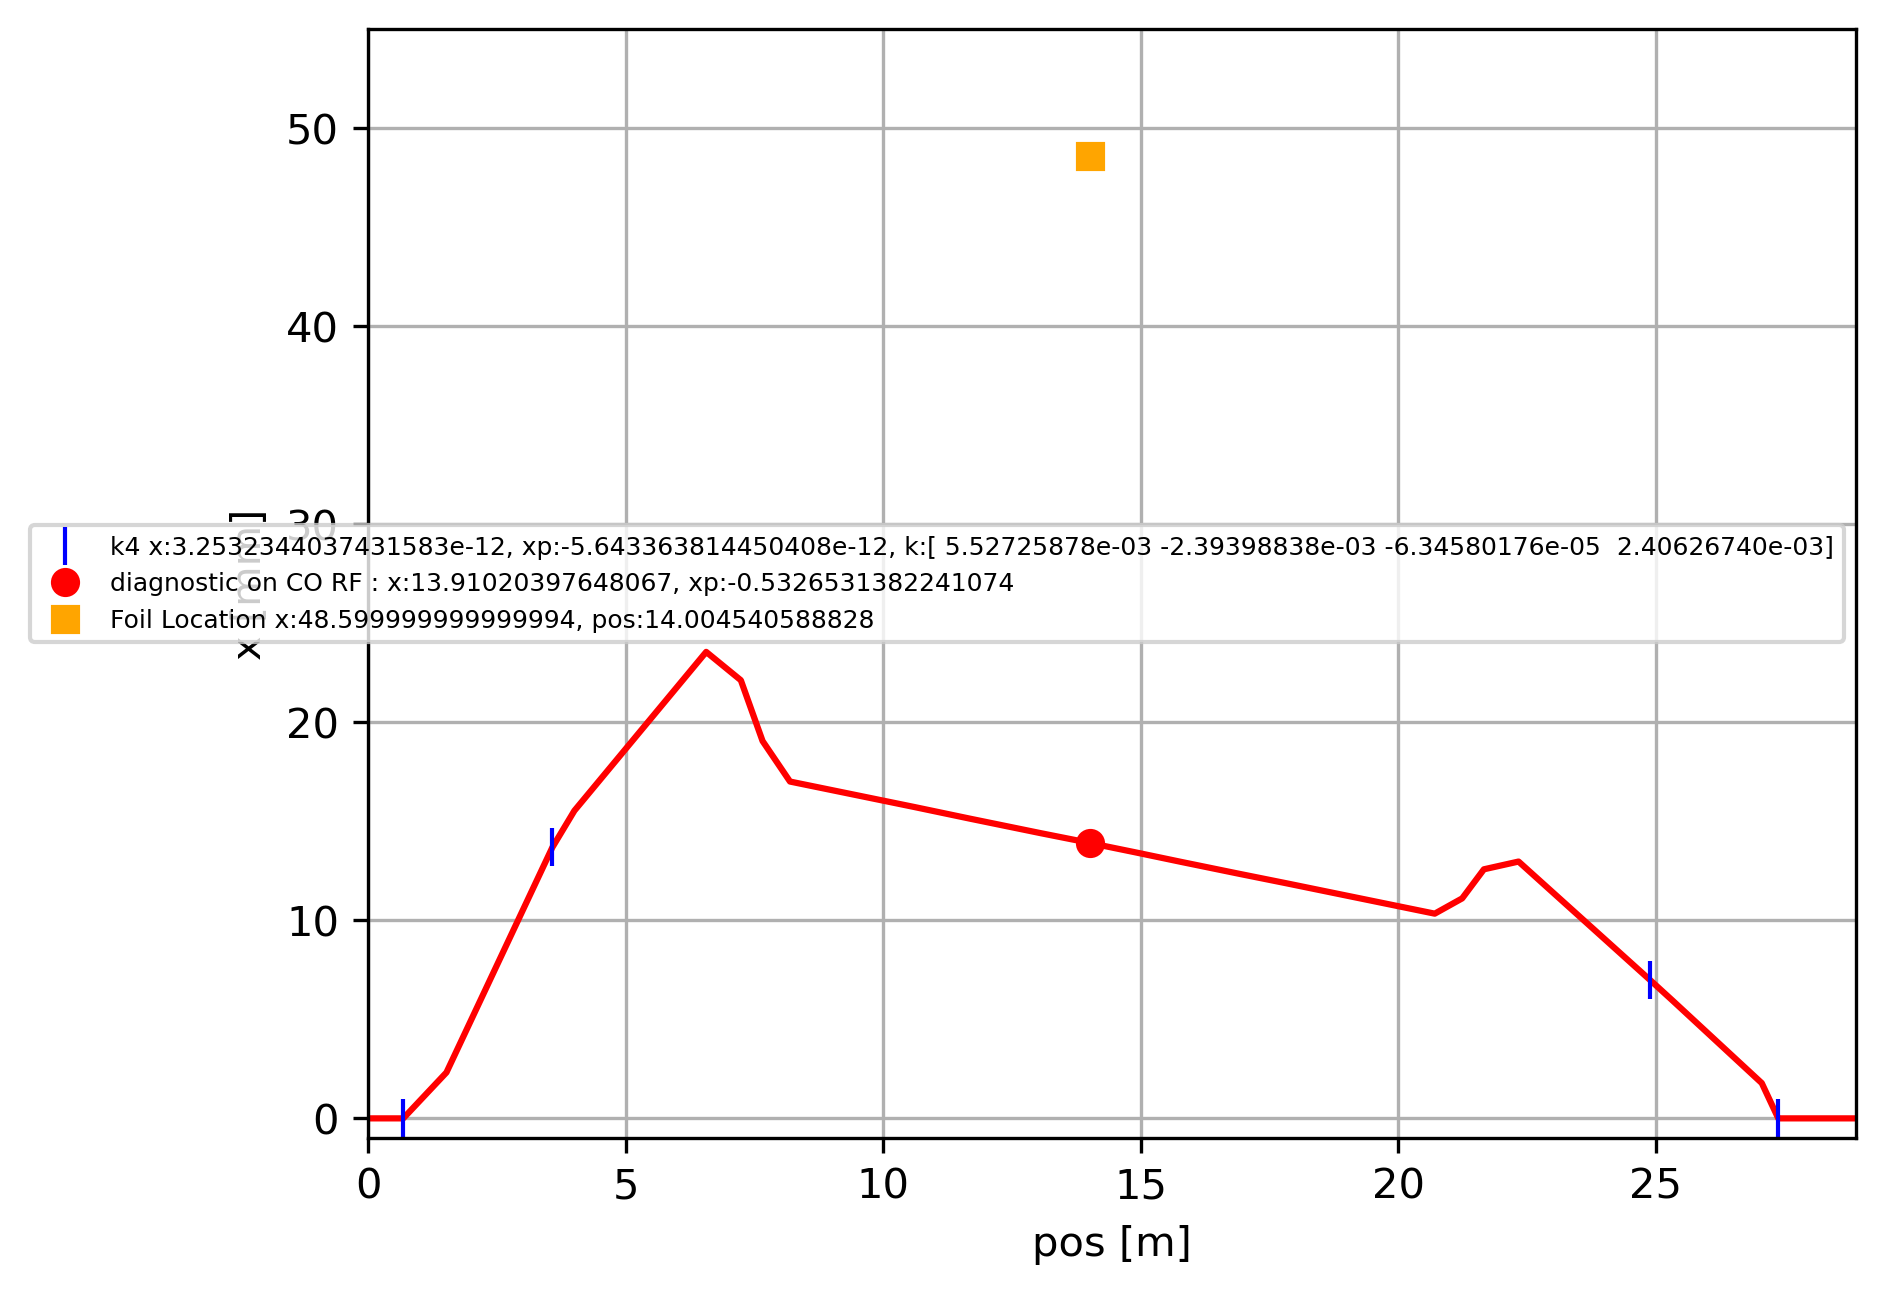 50
40
30
x [mm]
k4 x:3.2532344037431583e-12, xp:-5.643363814450408e-12, k:[ 5.52725878e-03 -2.39398838e-03 -6.34580176e-05  2.40626740e-03]
diagnostic on CO RF : x:13.91020397648067, xp:-0.5326531382241074
Foil Location x:48.599999999999994, pos:14.004540588828
20
10
0
0 5 10 15 20 25
pos [m]